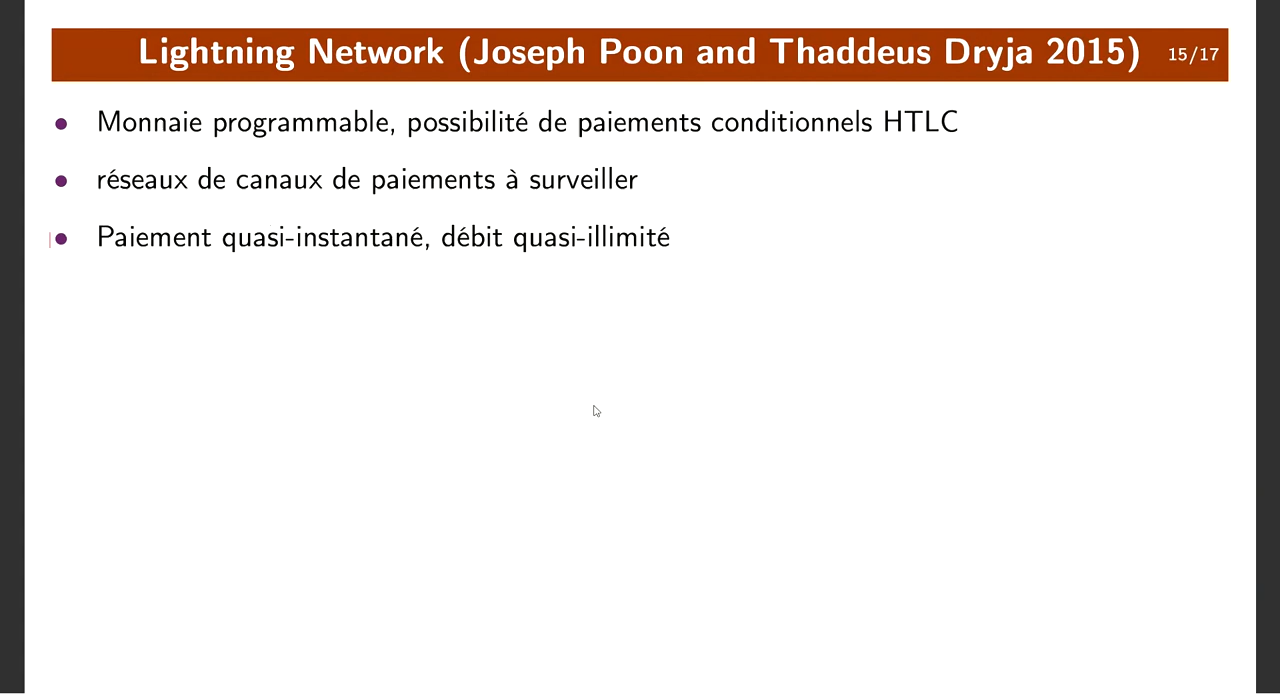 Lightning Network (Joseph Poon and Thaddeus Dryja 2015) 15/17
• Monnaie programmable, possibilité de paiements conditionnels HTLC
• réseaux de canaux de paiements à surveiller
• Paiement quasi-instantané, débit quasi-illimité